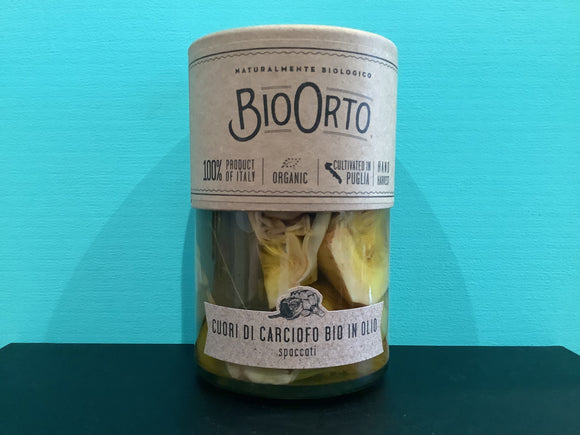 NATURALMENTE BIOLOGICO
BIOORTO
100% PRODUCT OF ITALY
ORGANIC
CULTIVATED IN PUGLIA
HAND HARVEST
CUORI DI CARCIOFO BIO IN OLIO
spaccati